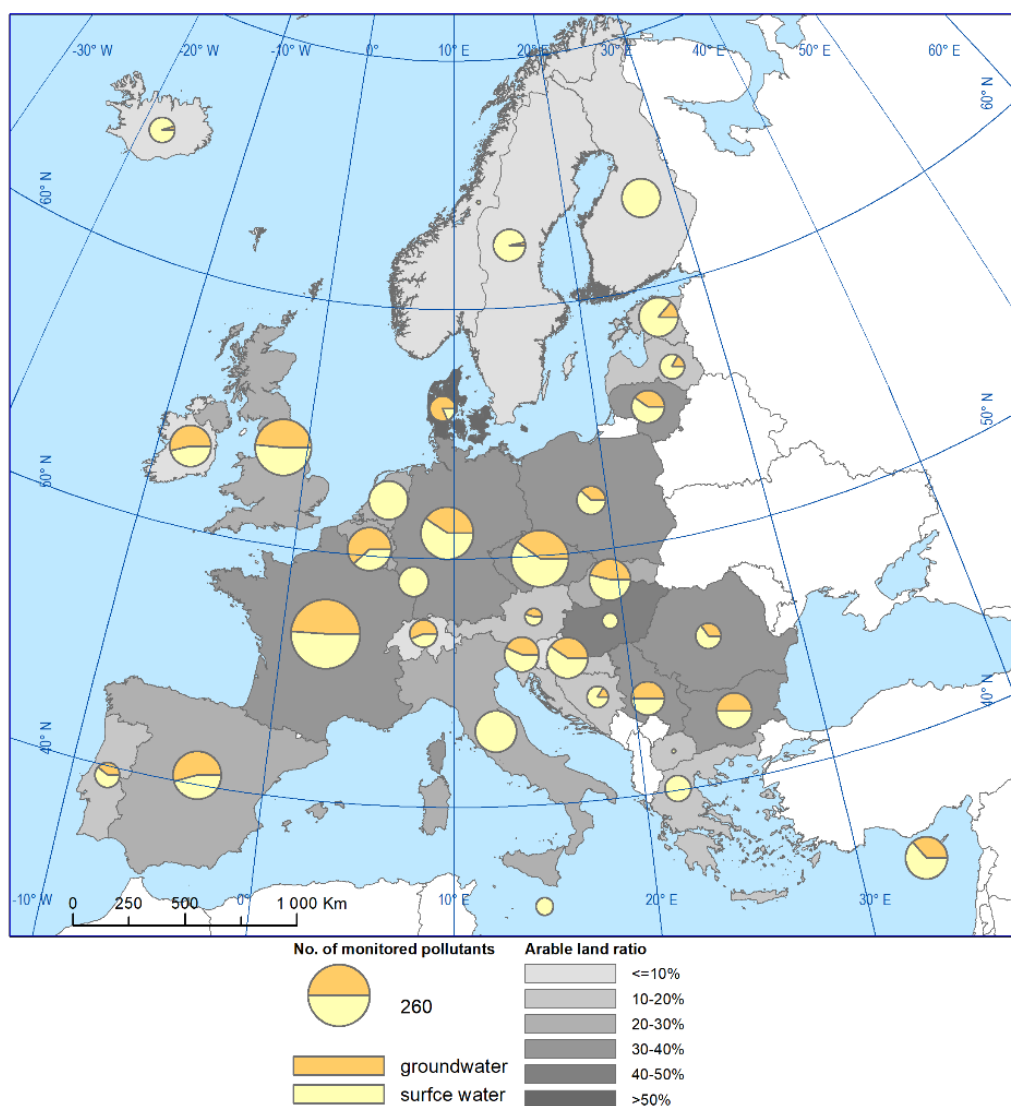 -30° W
-20° W
-10° W
0°
10° E
20° E
30° E
40° E
50° E
60° E
60° N
60° N
50° N
50° N
40° N
40° N
-10° W
0°
10° E
20° E
30° E
0 250 500 1 000 Km
No. of monitored pollutants
260
groundwater
surfce water
Arable land ratio
<=10%
10-20%
20-30%
30-40%
40-50%
>50%